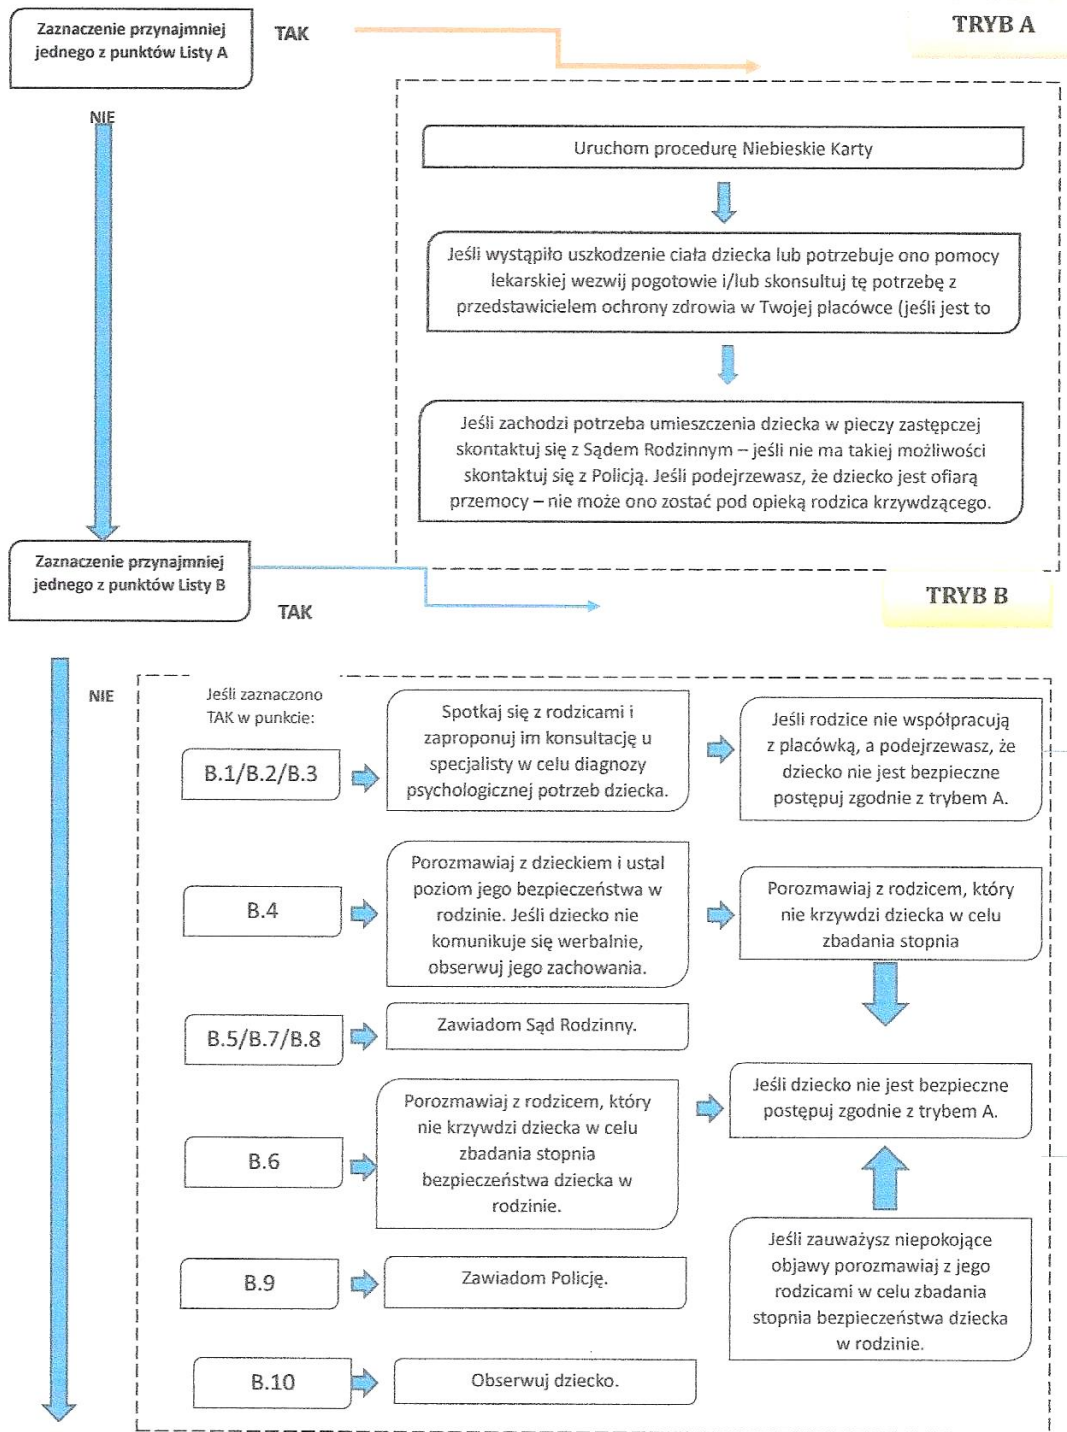 Zaznaczenie przynajmniej
jednego z punktów Listy A
TAK
TRYB A
NIE
Uruchom procedurę Niebieskie Karty
Jeśli wystąpiło uszkodzenie ciała dziecka lub potrzebuje ono pomocy
lekarskiej wezwij pogotowie i/lub skonsultuj tę potrzebę z
przedstawicielem ochrony zdrowia w Twojej placówce (jeśli jest to
Jeśli zachodzi potrzeba umieszczenia dziecka w pieczy zastępczej
skontaktuj się z Sądem Rodzinnym – jeśli nie ma takiej możliwości
skontaktuj się z Policją. Jeśli podejrzewasz, że dziecko jest ofiarą
przemocy – nie może ono zostać pod opieką rodzica krzywdzącego.
Zaznaczenie przynajmniej
jednego z punktów Listy B
TAK
TRYB B
NIE
Jeśli zaznaczono
TAK w punkcie:
B.1/B.2/B.3
Spotkaj się z rodzicami i
zaproponuj im konsultację u
specjalisty w celu diagnozy
psychologicznej potrzeb dziecka.
Jeśli rodzice nie współpracują
z placówką, a podejrzewasz, że
dziecko nie jest bezpieczne
postępuj zgodnie z trybem A.
B.4
Porozmawiaj z dzieckiem i ustal
poziom jego bezpieczeństwa w
rodzinie. Jeśli dziecko nie
komunikuje się werbalnie,
obserwuj jego zachowania.
Porozmawiaj z rodzicem, który
nie krzywdzi dziecka w celu
zbadania stopnia
B.5/B.7/B.8
Zawiadom Sąd Rodzinny.
B.6
Porozmawiaj z rodzicem, który
nie krzywdzi dziecka w celu
zbadania stopnia
bezpieczeństwa dziecka w
rodzinie.
Jeśli dziecko nie jest bezpieczne
postępuj zgodnie z trybem A.
B.9
Zawiadom Policję.
Jeśli zauważysz niepokojące
objawy porozmawiaj z jego
rodzicami w celu zbadania
stopnia bezpieczeństwa dziecka
w rodzinie.
B.10
Obserwuj dziecko.